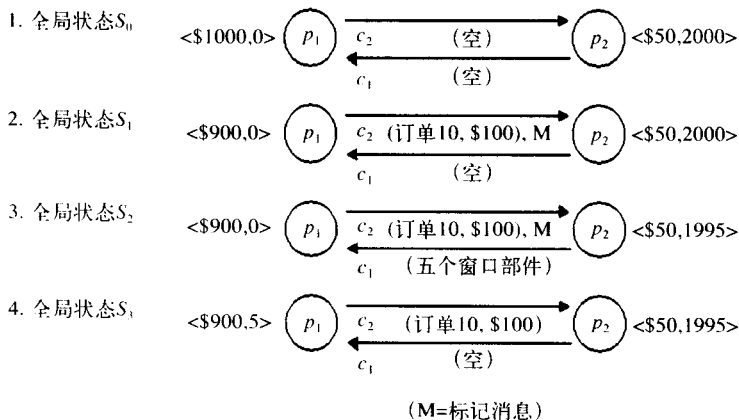 1. 全局状态S₀
<$1000,0> p₁ c₂ (空) p₂ <$50,2000>
c₁ (空)
2. 全局状态S₁
<$900,0> p₁ c₂ (订单10, $100), M p₂ <$50,2000>
c₁ (空)
3. 全局状态S₂
<$900,0> p₁ c₂ (订单10, $100), M p₂ <$50,1995>
c₁ (五个窗口部件)
4. 全局状态S₃
<$900,5> p₁ c₂ (订单10, $100) p₂ <$50,1995>
c₁ (空)
(M=标记消息)